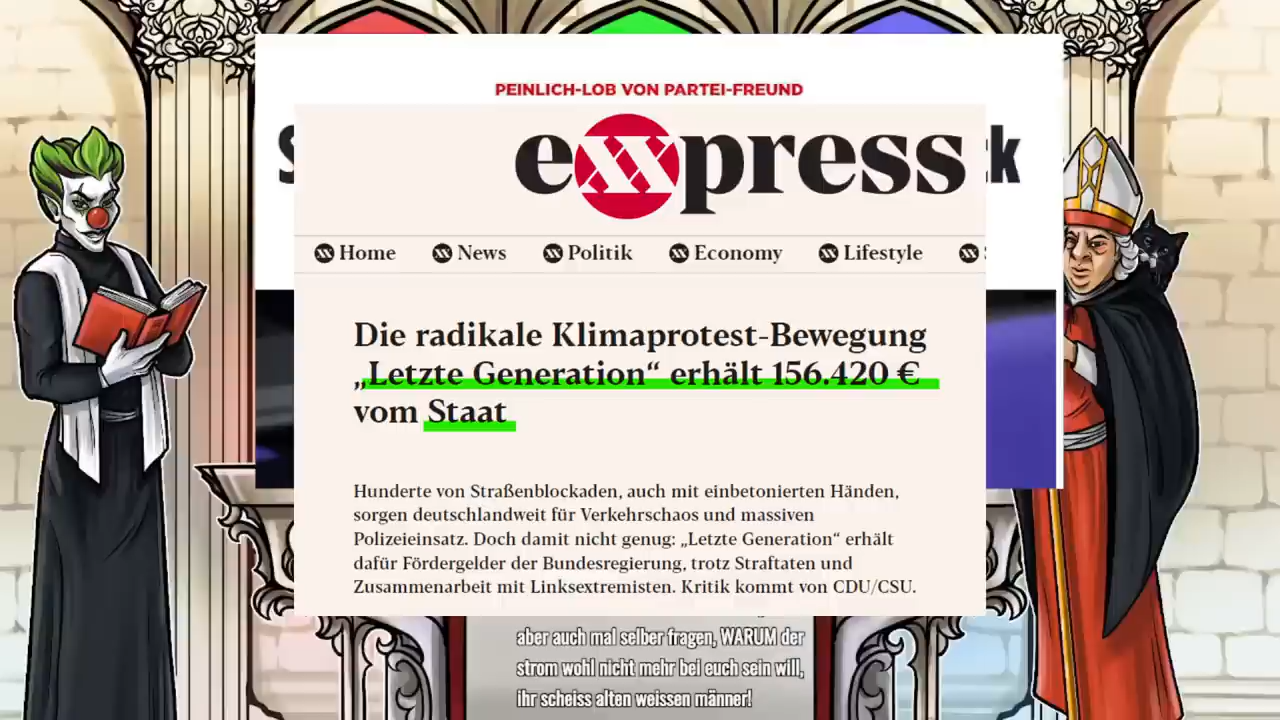 PEINLICH-LOB VON PARTEI-FREUND
exxpress
Home News Politik Economy Lifestyle
Die radikale Klimaprotest-Bewegung
„Letzte Generation“ erhält 156.420 €
vom Staat
Hunderte von Straßenblockaden, auch mit einbetonierten Händen,
sorgen deutschlandweit für Verkehrschaos und massiven
Polizeieinsatz. Doch damit nicht genug: „Letzte Generation“ erhält
dafür Fördergelder der Bundesregierung, trotz Straftaten und
Zusammenarbeit mit Linksextremisten. Kritik kommt von CDU/CSU.
aber auch mal selber fragen, WARUM der
strom wohl nicht mehr bei euch sein will,
ihr scheiss alten weissen männer!